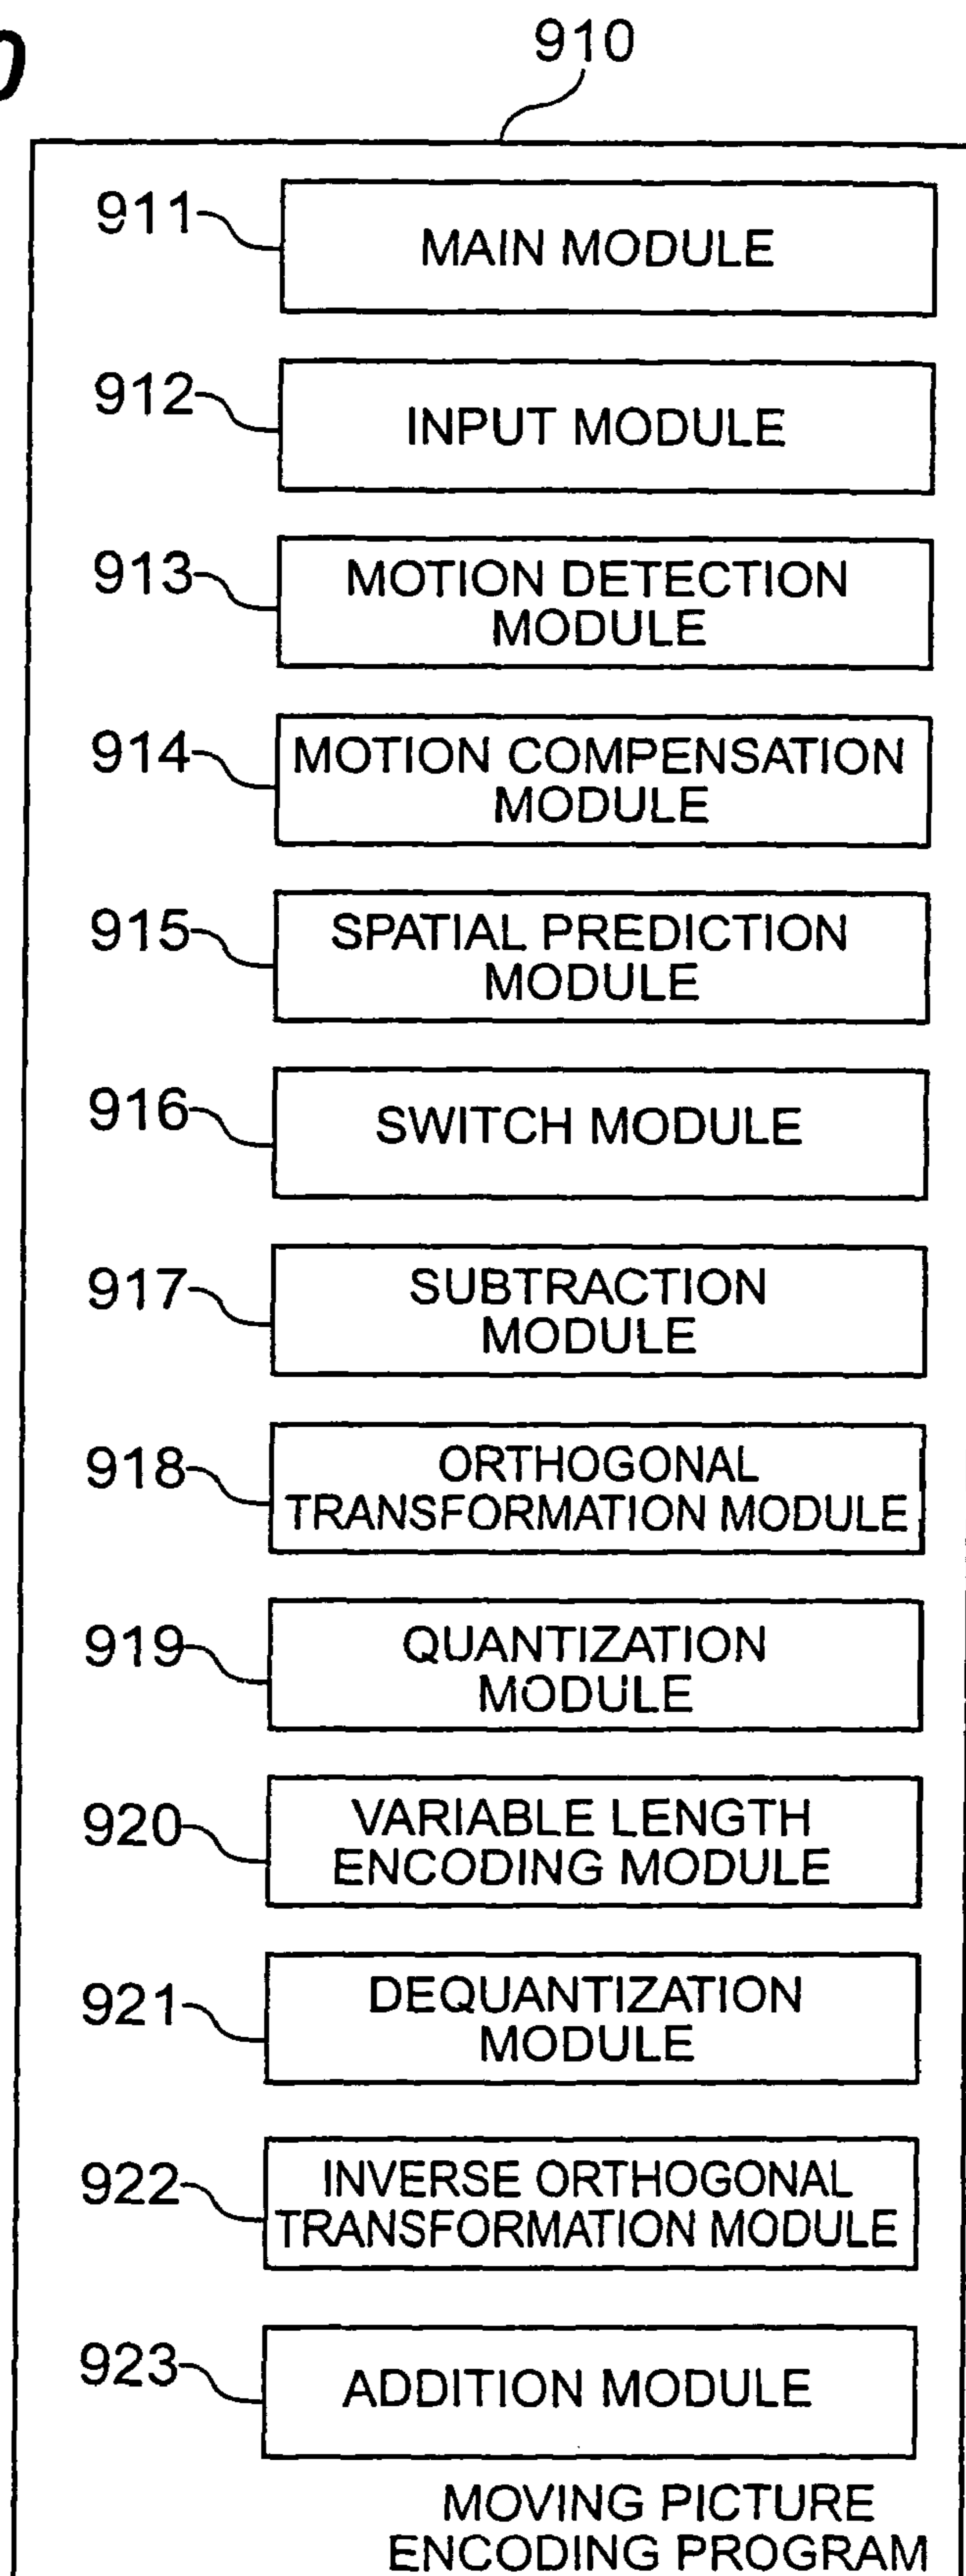 910
911
MAIN MODULE
912
INPUT MODULE
913
MOTION DETECTION
MODULE
914
MOTION COMPENSATION
MODULE
915
SPATIAL PREDICTION
MODULE
916
SWITCH MODULE
917
SUBTRACTION
MODULE
918
ORTHOGONAL
TRANSFORMATION MODULE
919
QUANTIZATION
MODULE
920
VARIABLE LENGTH
ENCODING MODULE
921
DEQUANTIZATION
MODULE
922
INVERSE ORTHOGONAL
TRANSFORMATION MODULE
923
ADDITION MODULE
MOVING PICTURE
ENCODING PROGRAM